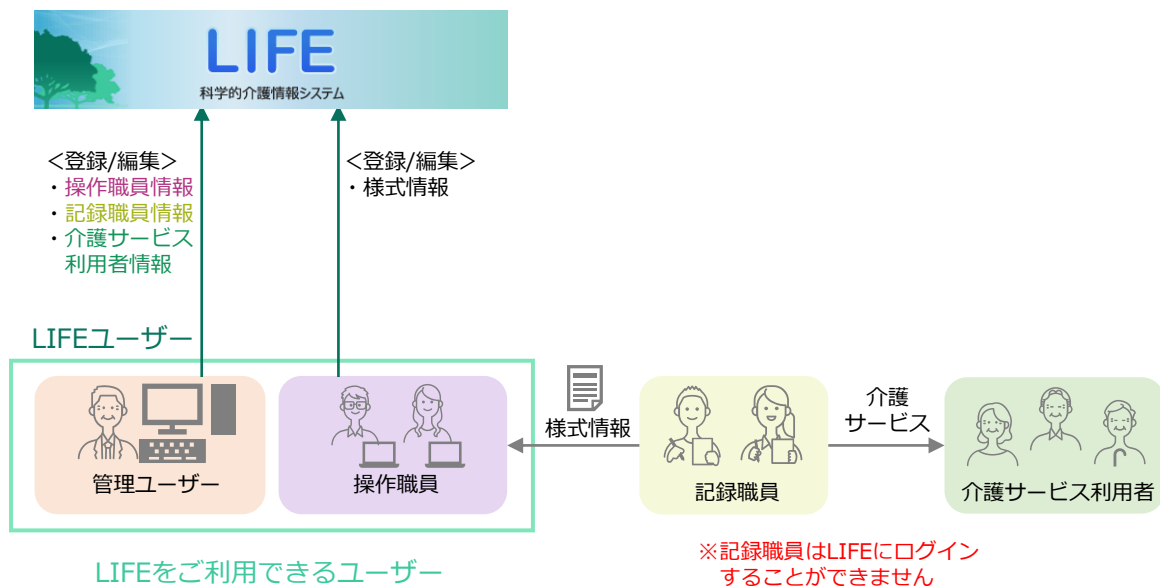 LIFE
科学的介護情報システム
＜登録/編集＞
・操作職員情報
・記録職員情報
・介護サービス
利用者情報
＜登録/編集＞
・様式情報
LIFEユーザー
管理ユーザー
操作職員
様式情報
記録職員
介護
サービス
介護サービス利用者
LIFEをご利用できるユーザー
※記録職員はLIFEにログイン
することができません